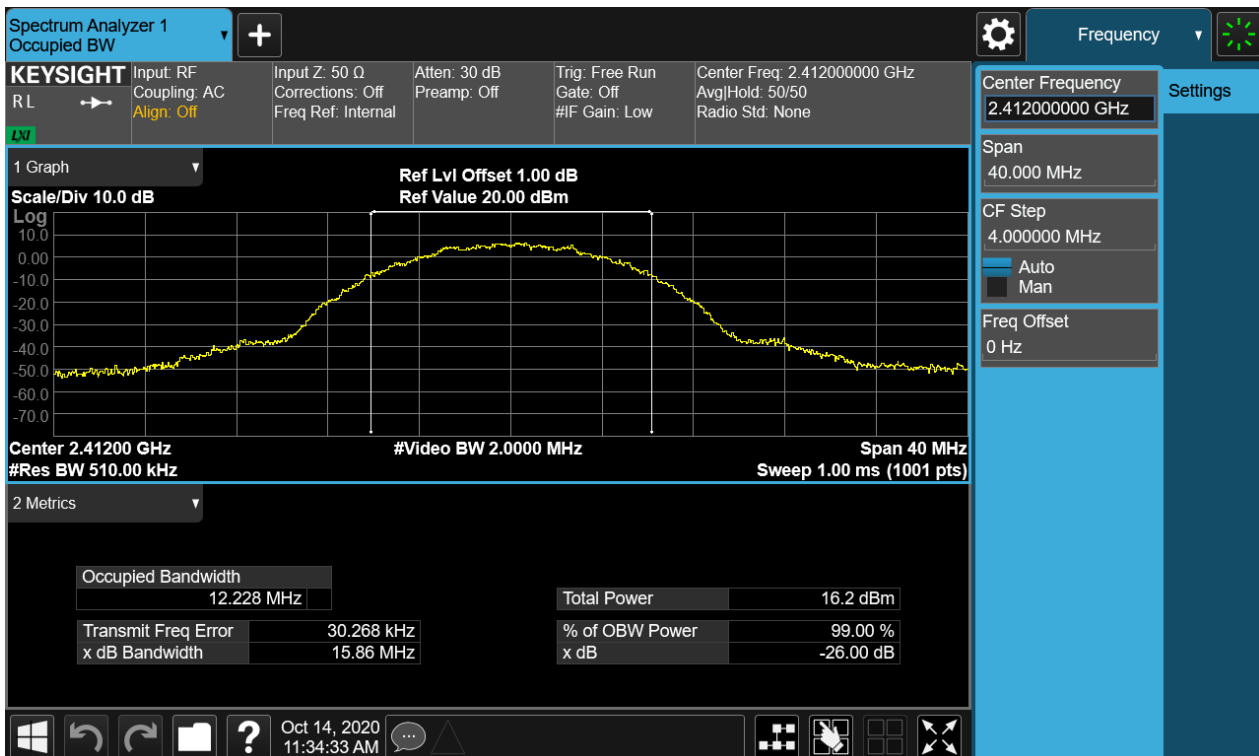 Spectrum Analyzer 1
Occupied BW
+
Frequency
KEYSIGHT
R L
LXI
Input: RF
Coupling: AC
Align: Off
Input Z: 50 Ω
Corrections: Off
Freq Ref: Internal
Atten: 30 dB
Preamp: Off
Trig: Free Run
Gate: Off
#IF Gain: Low
Center Freq: 2.412000000 GHz
Avg|Hold: 50/50
Radio Std: None
Center Frequency
2.412000000 GHz
Settings
Span
40.000 MHz
CF Step
4.000000 MHz
Auto
Man
Freq Offset
0 Hz
1 Graph
Ref Lvl Offset 1.00 dB
Scale/Div 10.0 dB
Ref Value 20.00 dBm
Log
10.0
0.00
-10.0
-20.0
-30.0
-40.0
-50.0
-60.0
-70.0
Center 2.41200 GHz
#Video BW 2.0000 MHz
Span 40 MHz
#Res BW 510.00 kHz
Sweep 1.00 ms (1001 pts)
2 Metrics
Occupied Bandwidth
12.228 MHz
Total Power 16.2 dBm
Transmit Freq Error 30.268 kHz
% of OBW Power 99.00 %
x dB Bandwidth 15.86 MHz
x dB -26.00 dB
?
Oct 14, 2020
11:34:33 AM